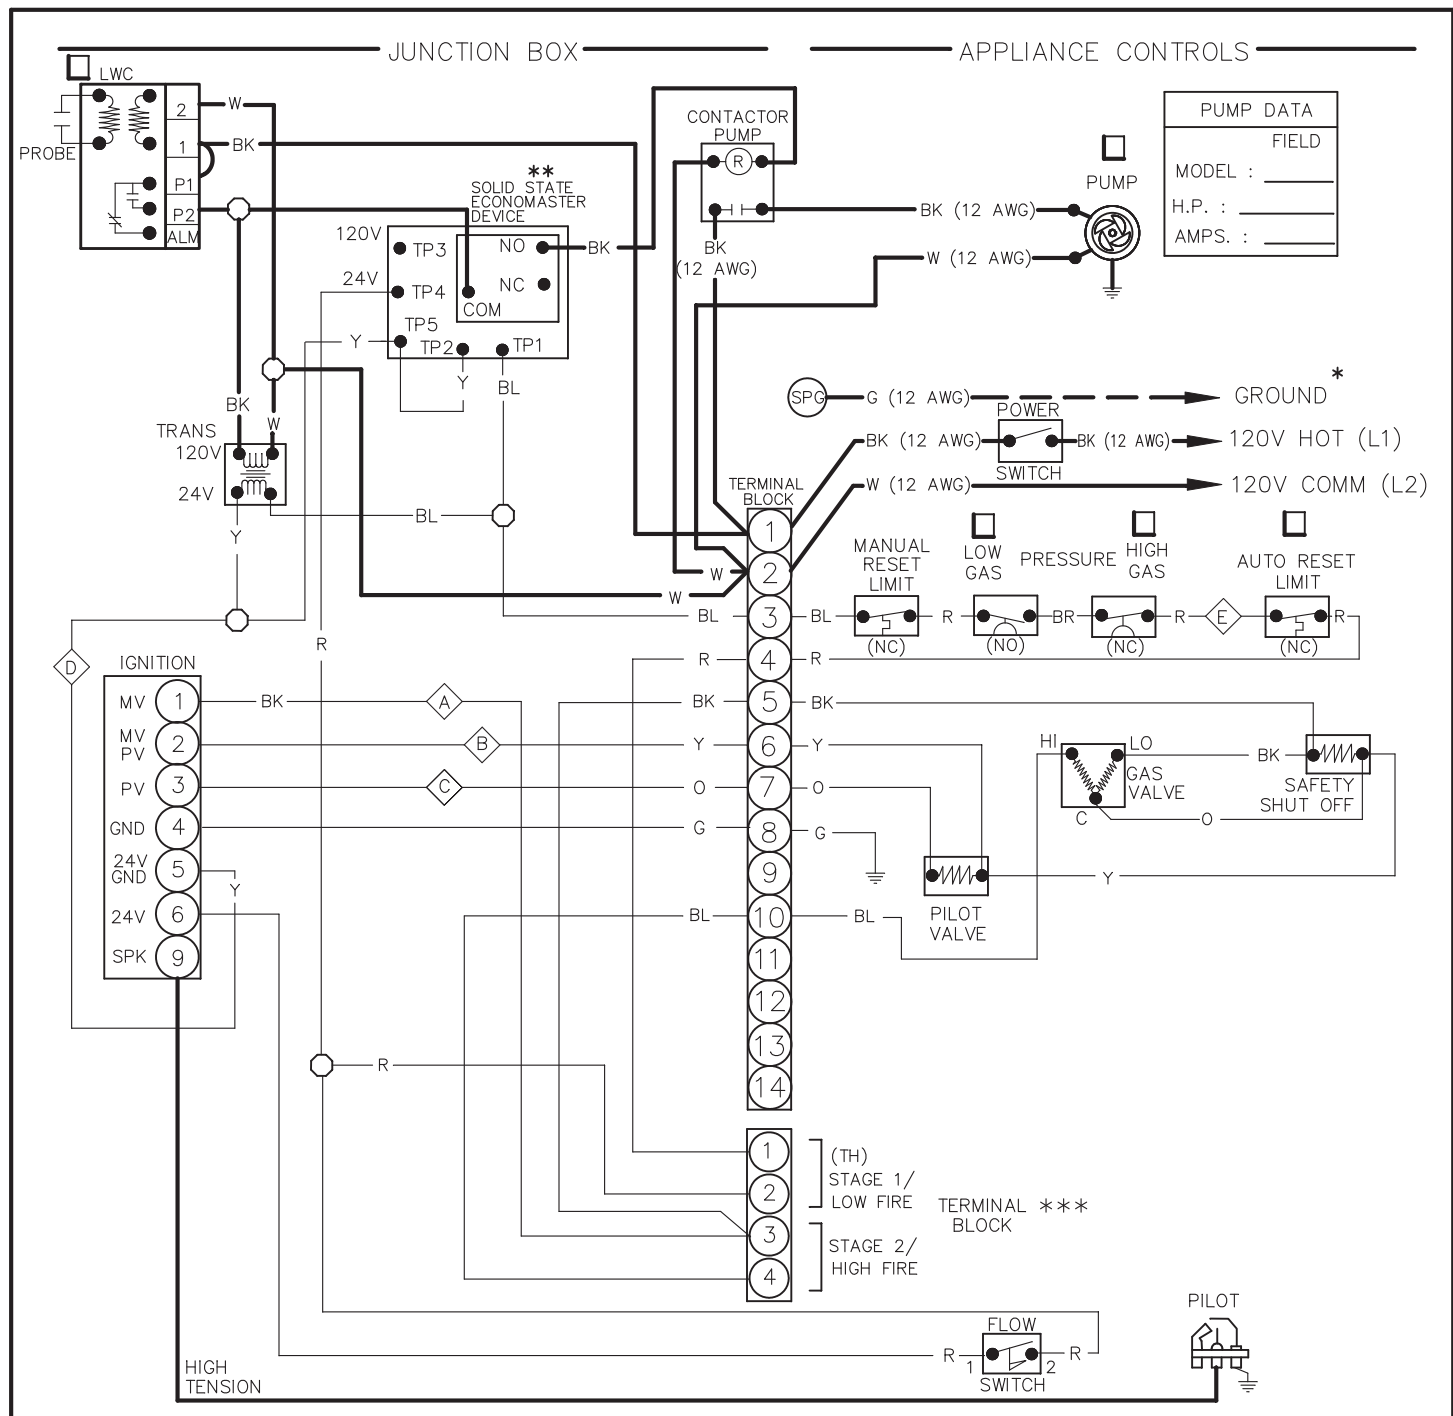 JUNCTION BOX
APPLIANCE CONTROLS
LWC
PROBE
2
1
P1
P2
ALM
W
BK
**
SOLID STATE
ECONOMASTER
DEVICE
120V
TP3
24V
TP4
TP5
TP2
TP1
NO
NC
COM
BK
Y
Y
BL
CONTACTOR
PUMP
R
BK
(12 AWG)
BK (12 AWG)
W (12 AWG)
PUMP
PUMP DATA
FIELD
MODEL :
H.P. :
AMPS. :
BK
W
TRANS
120V
24V
Y
BL
SPG
G (12 AWG)
GROUND *
POWER
BK (12 AWG)
BK (12 AWG)
120V HOT (L1)
SWITCH
W (12 AWG)
120V COMM (L2)
TERMINAL
BLOCK
1
2
3
4
5
6
7
8
9
10
11
12
13
14
W
W
BL
R
BK
Y
O
G
BL
MANUAL
RESET
LIMIT
LOW
GAS
PRESSURE
HIGH
GAS
AUTO RESET
LIMIT
BL
R
BR
R
E
R
(NC)
(NO)
(NC)
(NC)
R
BK
Y
O
G
BL
HI
LO
GAS
VALVE
C
BK
SAFETY
SHUT OFF
O
Y
PILOT
VALVE
R
D
IGNITION
MV
1
MV
PV
2
PV
3
GND
4
24V
GND
5
24V
6
SPK
9
BK
A
B
C
Y
R
1
2
3
4
(TH)
STAGE 1/
LOW FIRE
STAGE 2/
HIGH FIRE
TERMINAL ***
BLOCK
FLOW
R
1
2
R
SWITCH
PILOT
HIGH
TENSION